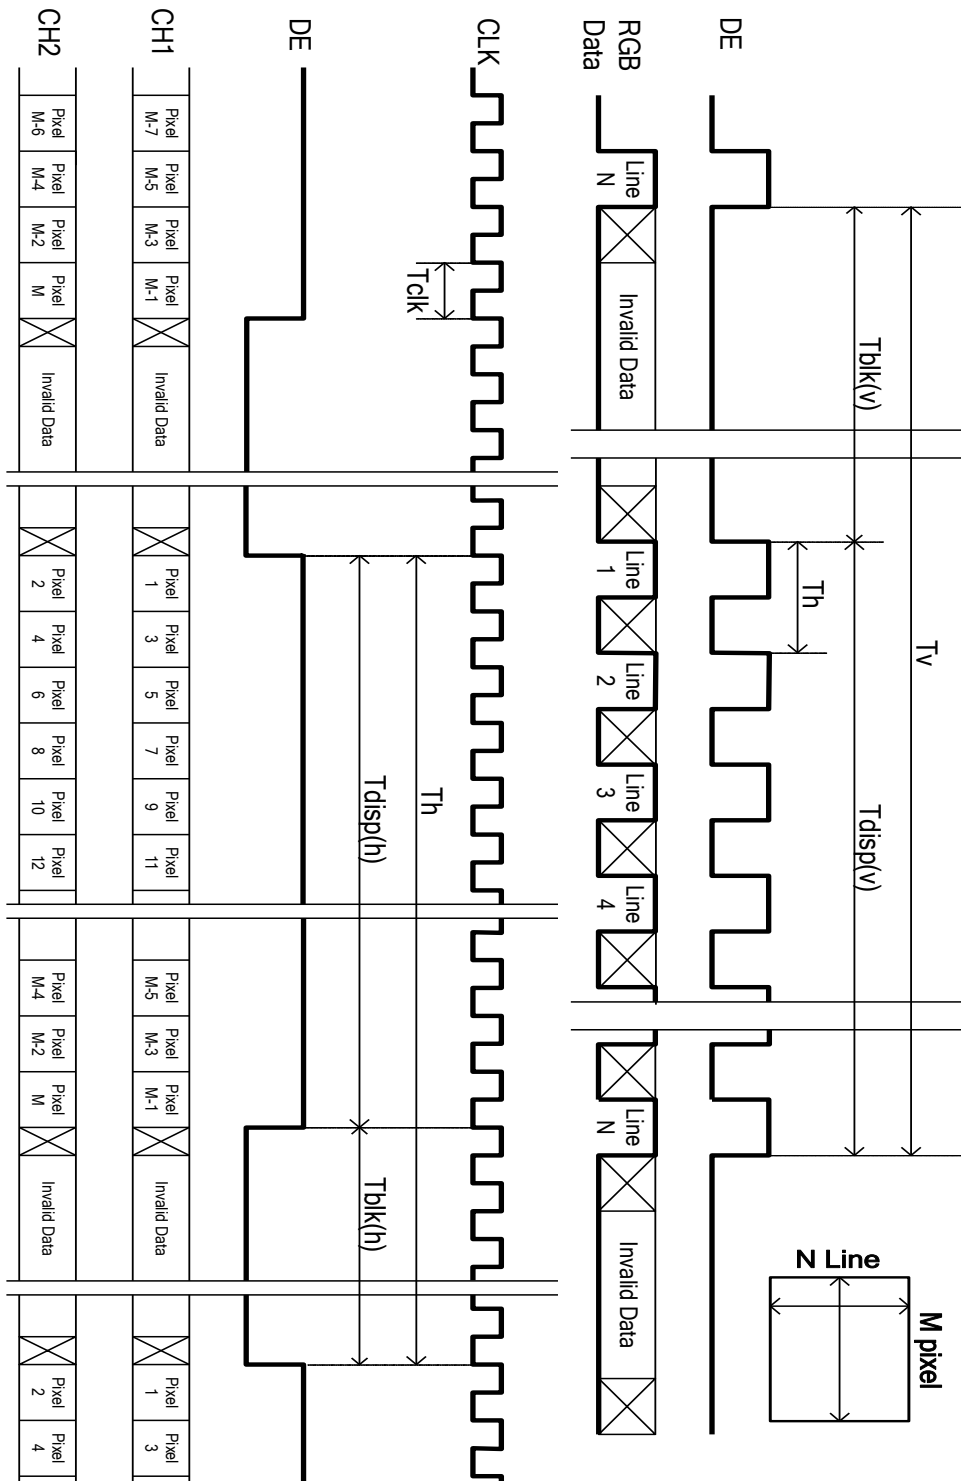 Tv
Tblk(v)
Tdisp(v)
Th
DE
RGB
Data
Line
N
Invalid Data
Line
1
Line
2
Line
3
Line
4
Line
N
Invalid Data
N Line
M pixel
CLK
Tclk
Th
Tdisp(h)
Tblk(h)
DE
CH1
Pixel
M-7
Pixel
M-5
Pixel
M-3
Pixel
M-1
Invalid Data
Pixel
1
Pixel
3
Pixel
5
Pixel
7
Pixel
9
Pixel
11
Pixel
M-5
Pixel
M-3
Pixel
M-1
Invalid Data
Pixel
1
Pixel
3
CH2
Pixel
M-6
Pixel
M-4
Pixel
M-2
Pixel
M
Invalid Data
Pixel
2
Pixel
4
Pixel
6
Pixel
8
Pixel
10
Pixel
12
Pixel
M-4
Pixel
M-2
Pixel
M
Invalid Data
Pixel
2
Pixel
4